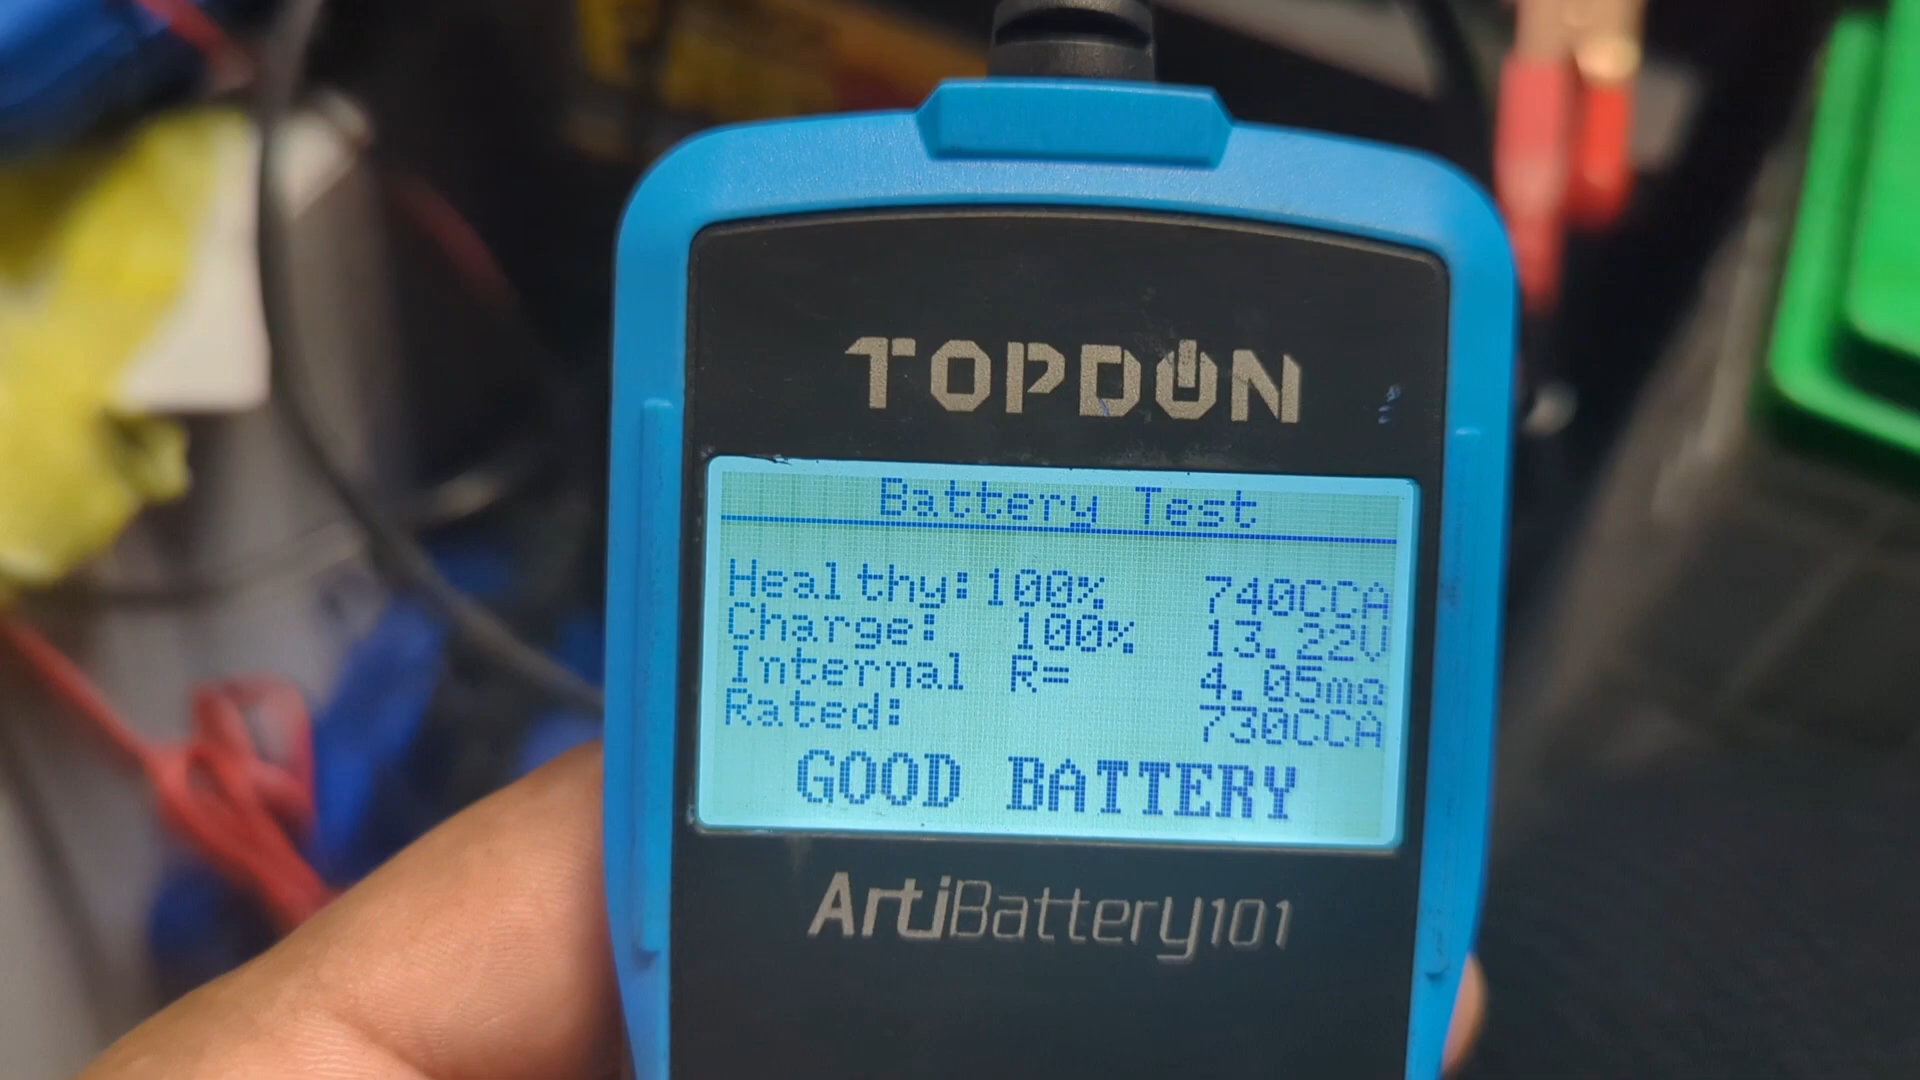 TOPDON
Battery Test
Healthy:100% 740CCA
Charge: 100% 13.22V
Internal R= 4.05mΩ
Rated: 730CCA
GOOD BATTERY
ArtiBattery101